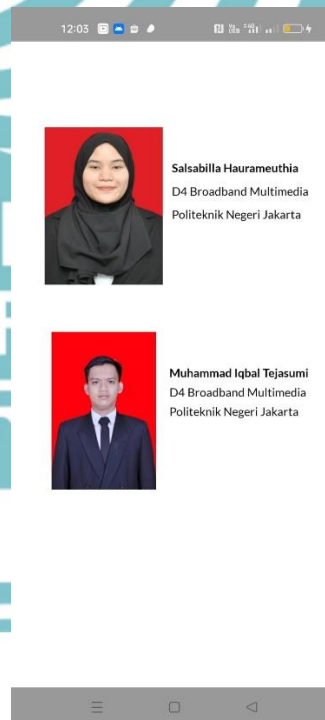 12:03
Salsabilla Haurameuthia
D4 Broadband Multimedia
Politeknik Negeri Jakarta
Muhammad Iqbal Tejasumi
D4 Broadband Multimedia
Politeknik Negeri Jakarta